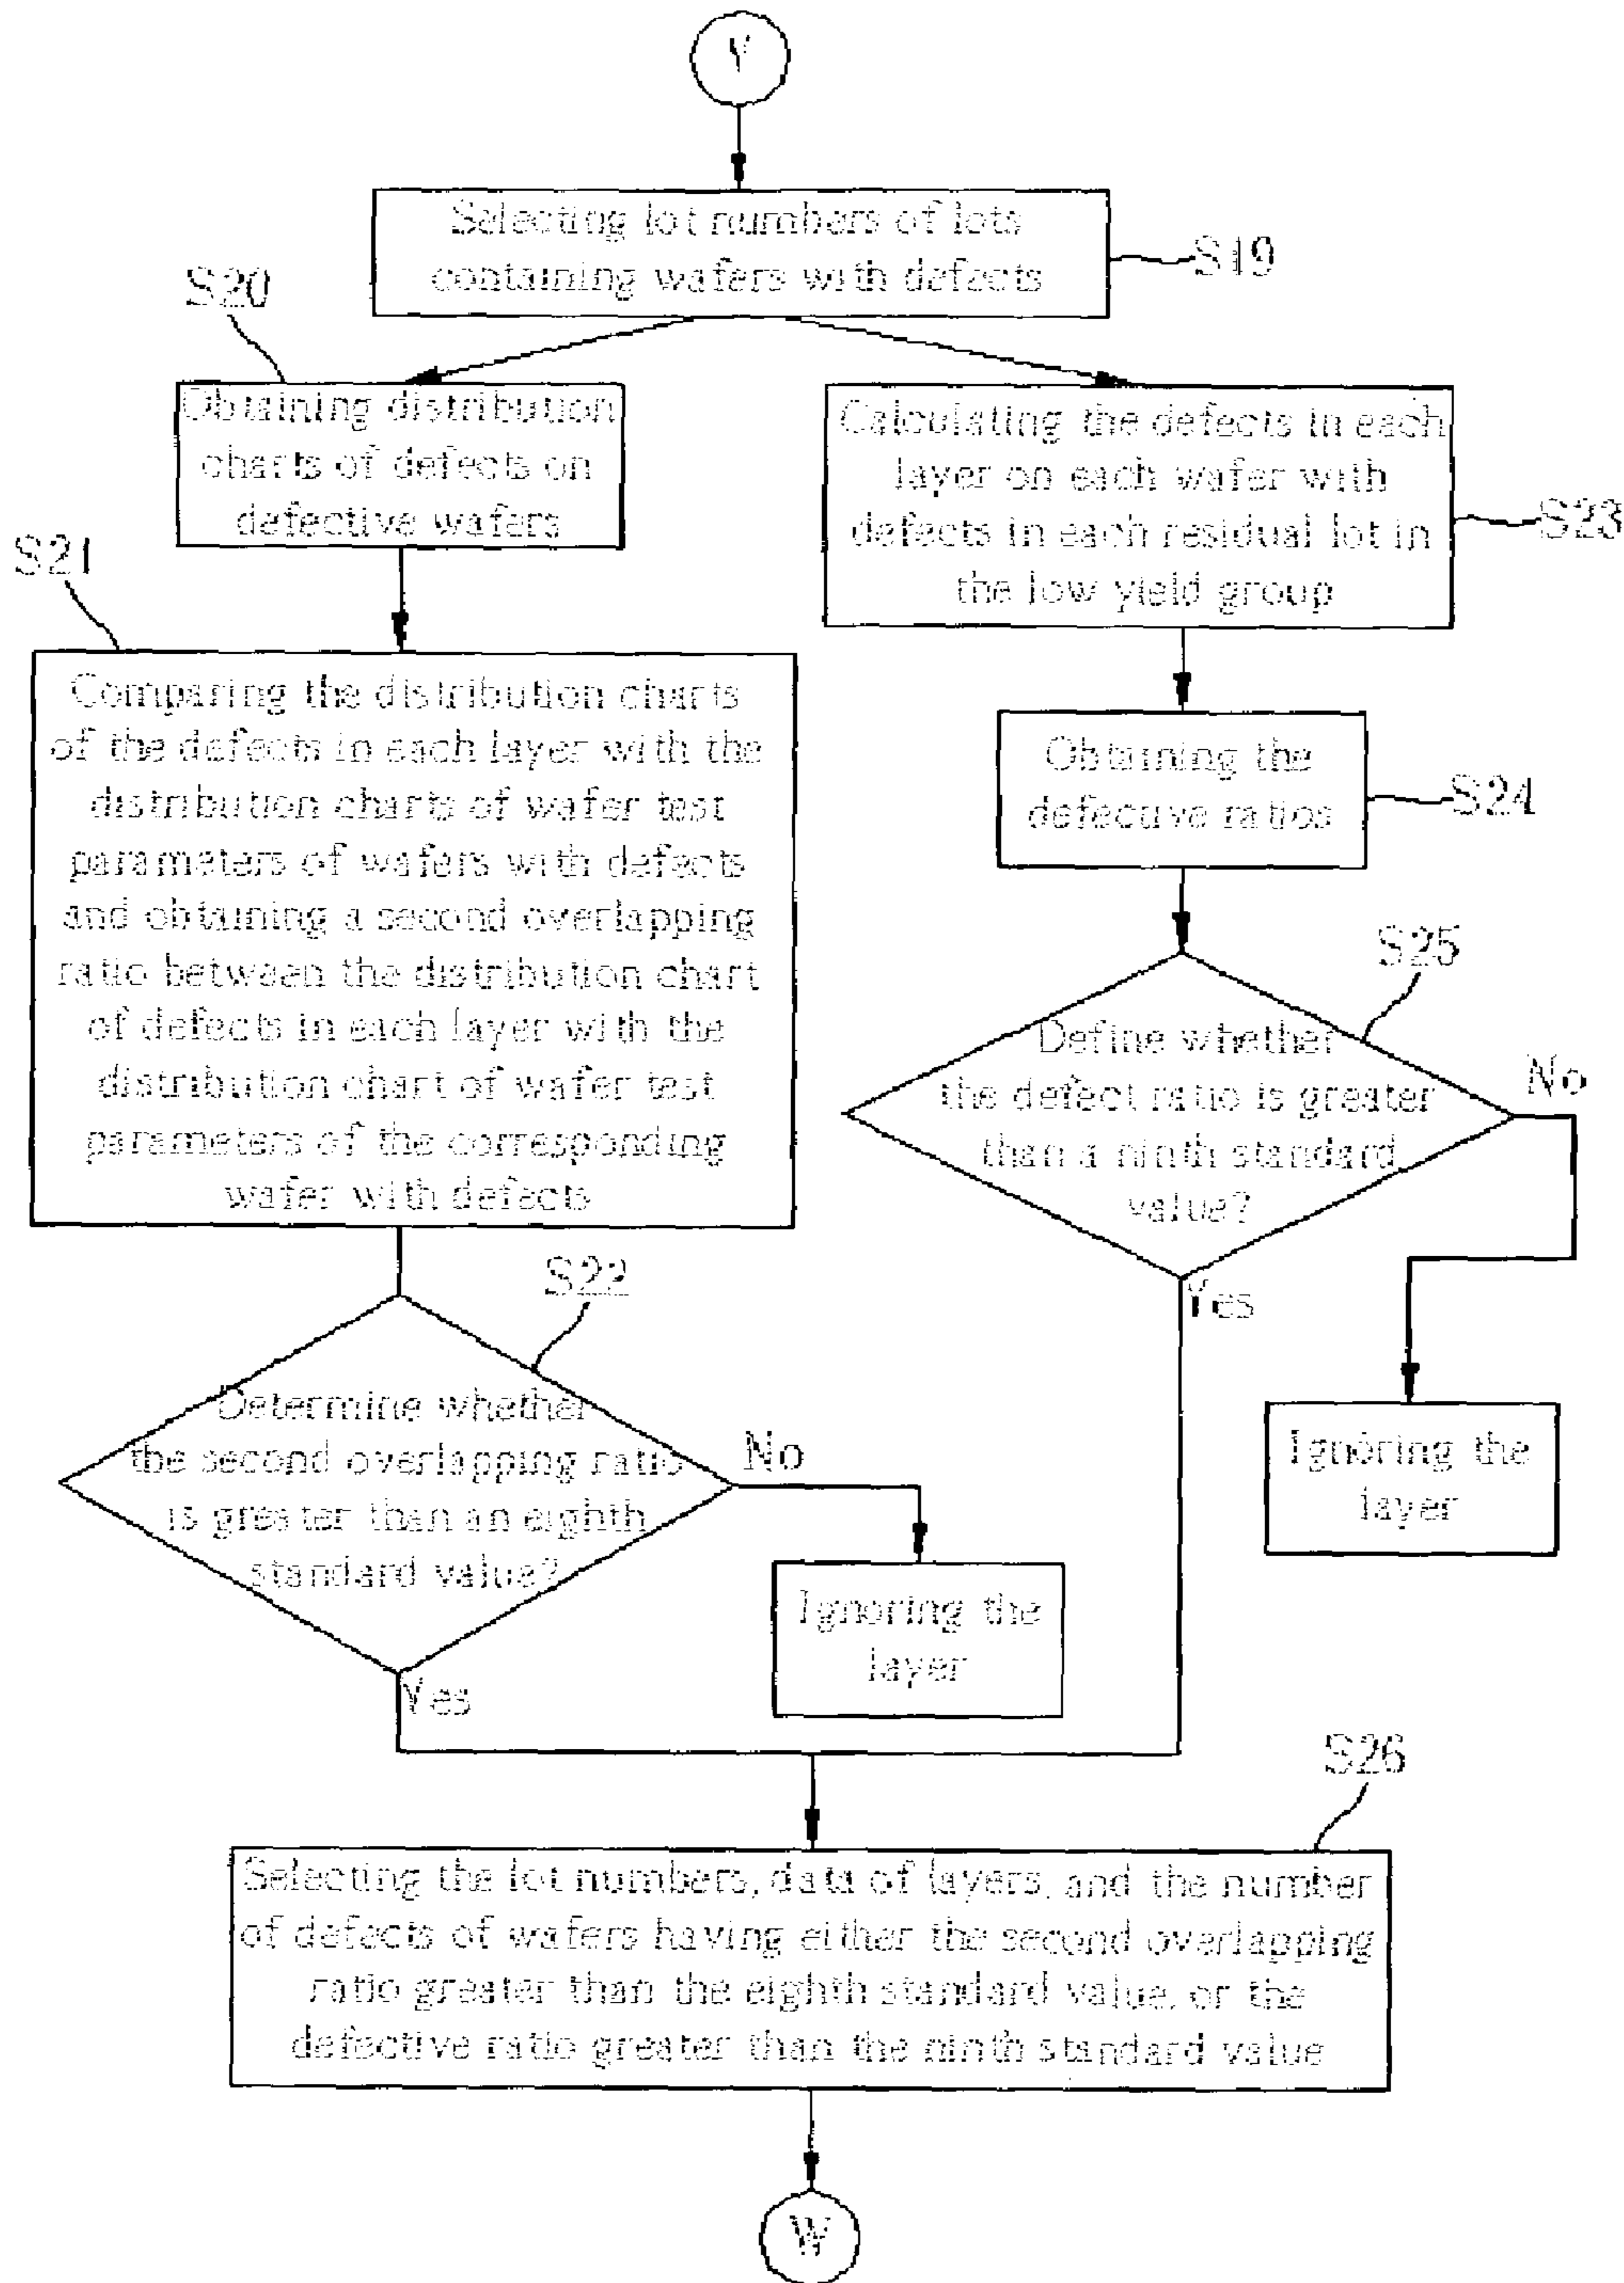 Y
Selecting lot numbers of lots
containing wafers with defects
S19
S20
Obtaining distribution
charts of defects on
defective wafers
Calculating the defects in each
layer on each wafer with
defects in each residual lot in
the low yield group
S23
S21
Comparing the distribution charts
of the defects in each layer with the
distribution charts of wafer test
parameters of wafers with defects
and obtaining a second overlapping
ratio between the distribution chart
of defects in each layer with the
distribution chart of wafer test
parameters of the corresponding
wafer with defects
Obtaining the
defective ratios
S24
S25
Define whether
the defect ratio is greater
than a ninth standard
value?
No
Yes
Ignoring the
layer
S22
Determine whether
the second overlapping ratio
is greater than an eighth
standard value?
No
Yes
Ignoring the
layer
S26
Selecting the lot numbers, data of layers, and the number
of defects of wafers having either the second overlapping
ratio greater than the eighth standard value, or the
defective ratio greater than the ninth standard value
W